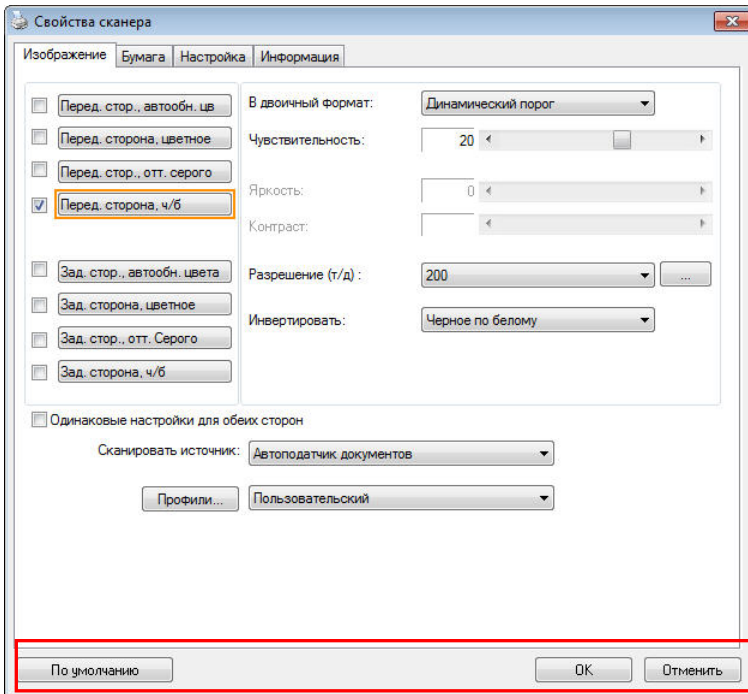 Свойства сканера
Изображение Бумага Настройка Информация
Перед. стор., автообн. цв
Перед. сторона, цветное
Перед. стор., отт. серого
Перед. сторона, ч/б
Зад. стор., автообн. цвета
Зад. сторона, цветное
Зад. стор., отт. Серого
Зад. сторона, ч/б
В двоичный формат: Динамический порог
Чувствительность: 20
Яркость: 0
Контраст:
Разрешение (т/д) : 200 ...
Инвертировать: Черное по белому
Одинаковые настройки для обеих сторон
Сканировать источник: Автоподатчик документов
Профили... Пользовательский
По умолчанию OK Отменить